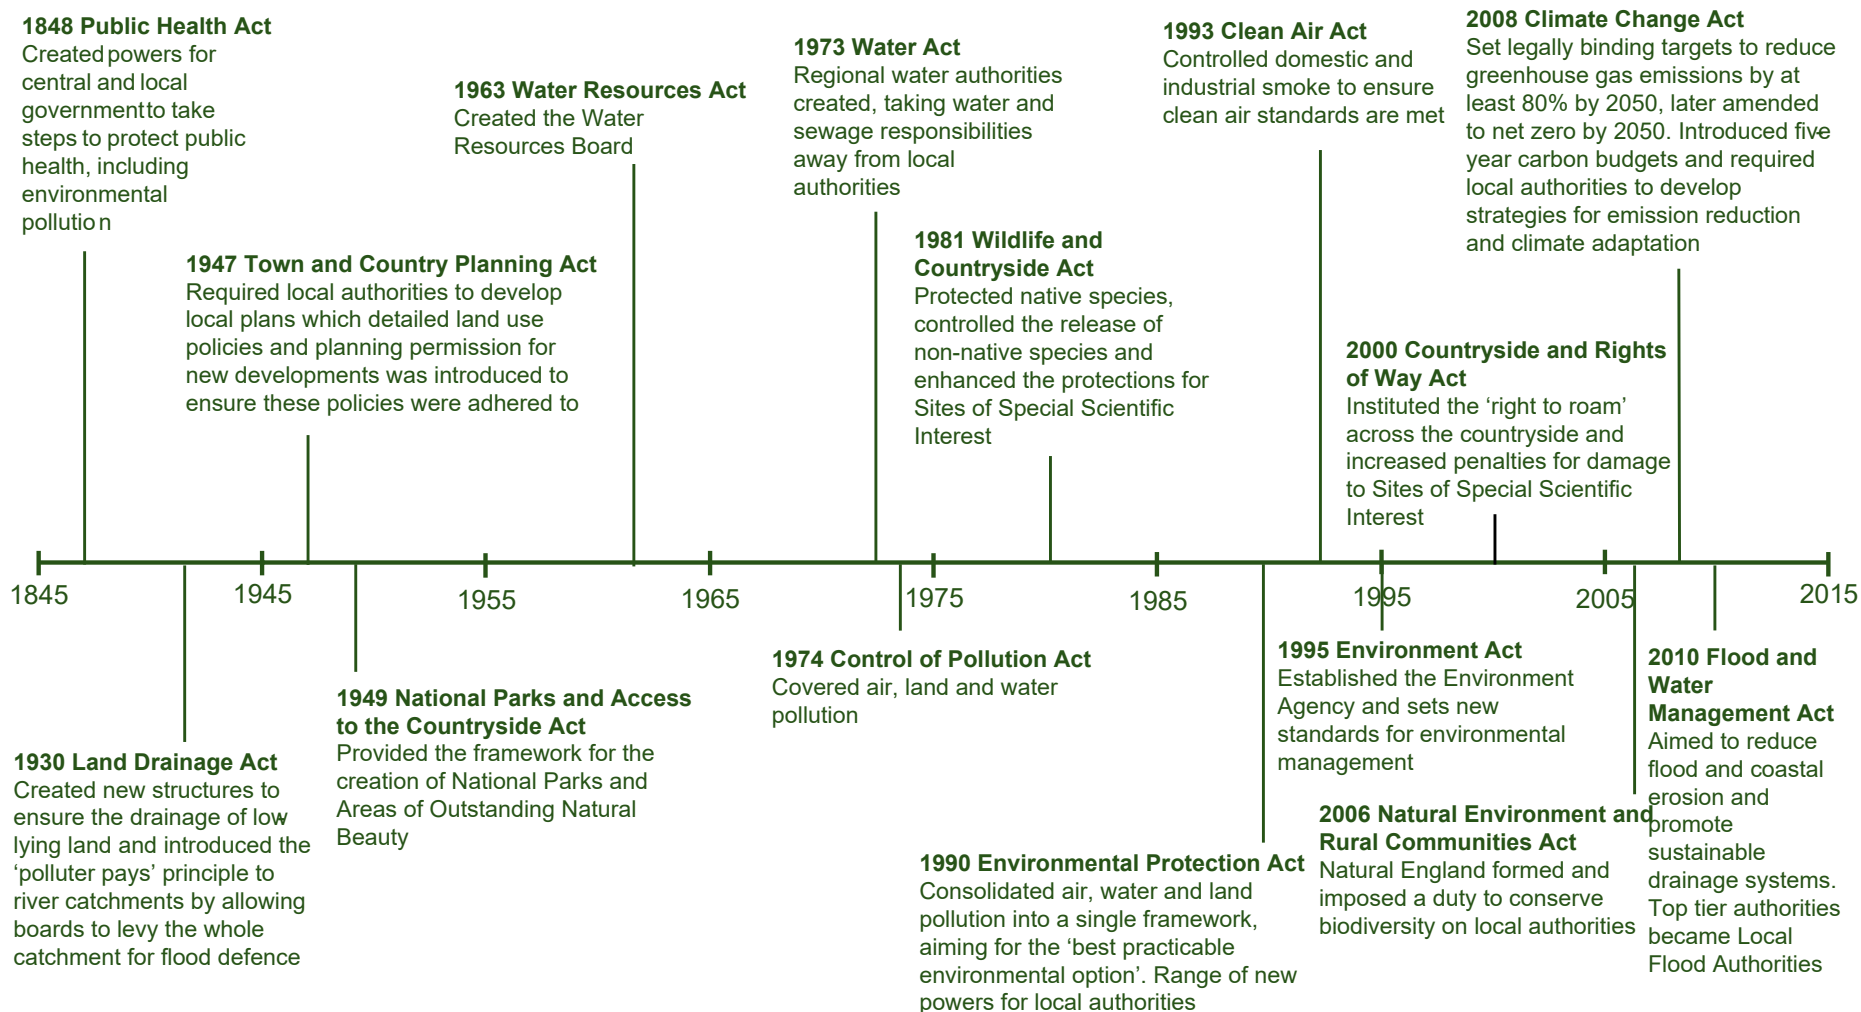 1848 Public Health Act
Created powers for
central and local
government to take
steps to protect public
health, including
environmental
pollution
1947 Town and Country Planning Act
Required local authorities to develop
local plans which detailed land use
policies and planning permission for
new developments was introduced to
ensure these policies were adhered to
1963 Water Resources Act
Created the Water
Resources Board
1973 Water Act
Regional water authorities
created, taking water and
sewage responsibilities
away from local
authorities
1981 Wildlife and
Countryside Act
Protected native species,
controlled the release of
non-native species and
enhanced the protections for
Sites of Special Scientific
Interest
1993 Clean Air Act
Controlled domestic and
industrial smoke to ensure
clean air standards are met
2000 Countryside and Rights
of Way Act
Instituted the ‘right to roam’
across the countryside and
increased penalties for damage
to Sites of Special Scientific
Interest
2008 Climate Change Act
Set legally binding targets to reduce
greenhouse gas emissions by at
least 80% by 2050, later amended
to net zero by 2050. Introduced five-
year carbon budgets and required
local authorities to develop
strategies for emission reduction
and climate adaptation
1845
1945
1955
1965
1975
1985
1995
2005
2015
1930 Land Drainage Act
Created new structures to
ensure the drainage of low-
lying land and introduced the
‘polluter pays’ principle to
river catchments by allowing
boards to levy the whole
catchment for flood defence
1949 National Parks and Access
to the Countryside Act
Provided the framework for the
creation of National Parks and
Areas of Outstanding Natural
Beauty
1974 Control of Pollution Act
Covered air, land and water
pollution
1990 Environmental Protection Act
Consolidated air, water and land
pollution into a single framework,
aiming for the ‘best practicable
environmental option’. Range of new
powers for local authorities
1995 Environment Act
Established the Environment
Agency and sets new
standards for environmental
management
2006 Natural Environment and
Rural Communities Act
Natural England formed and
imposed a duty to conserve
biodiversity on local authorities
2010 Flood and
Water
Management Act
Aimed to reduce
flood and coastal
erosion and
promote
sustainable
drainage systems.
Top tier authorities
became Local
Flood Authorities